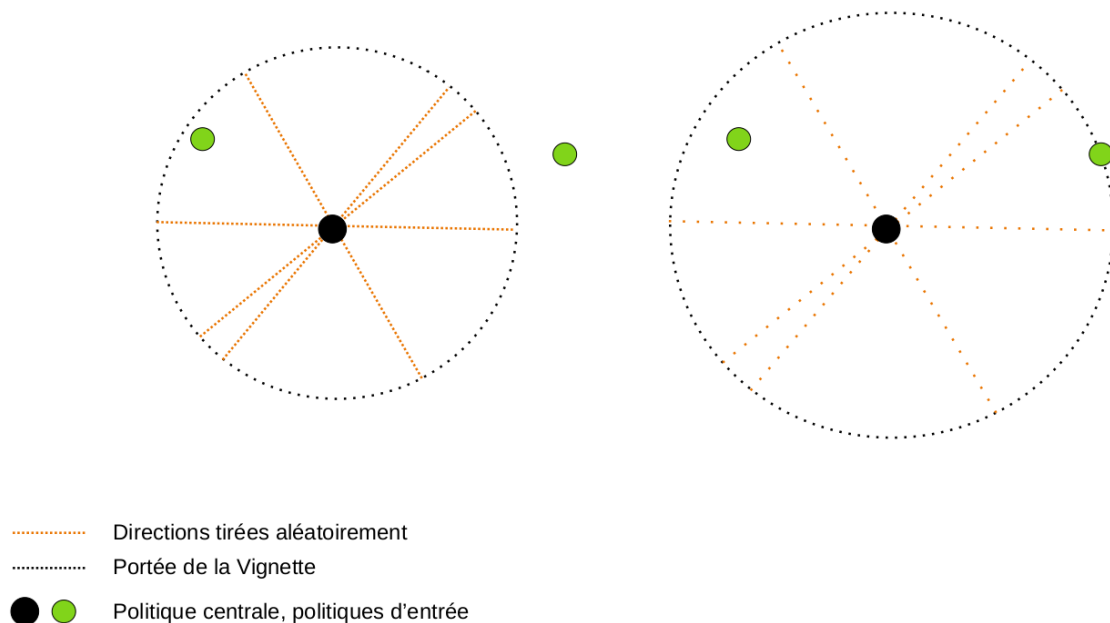 Directions tirées aléatoirement
Portée de la Vignette
Politique centrale, politiques d’entrée